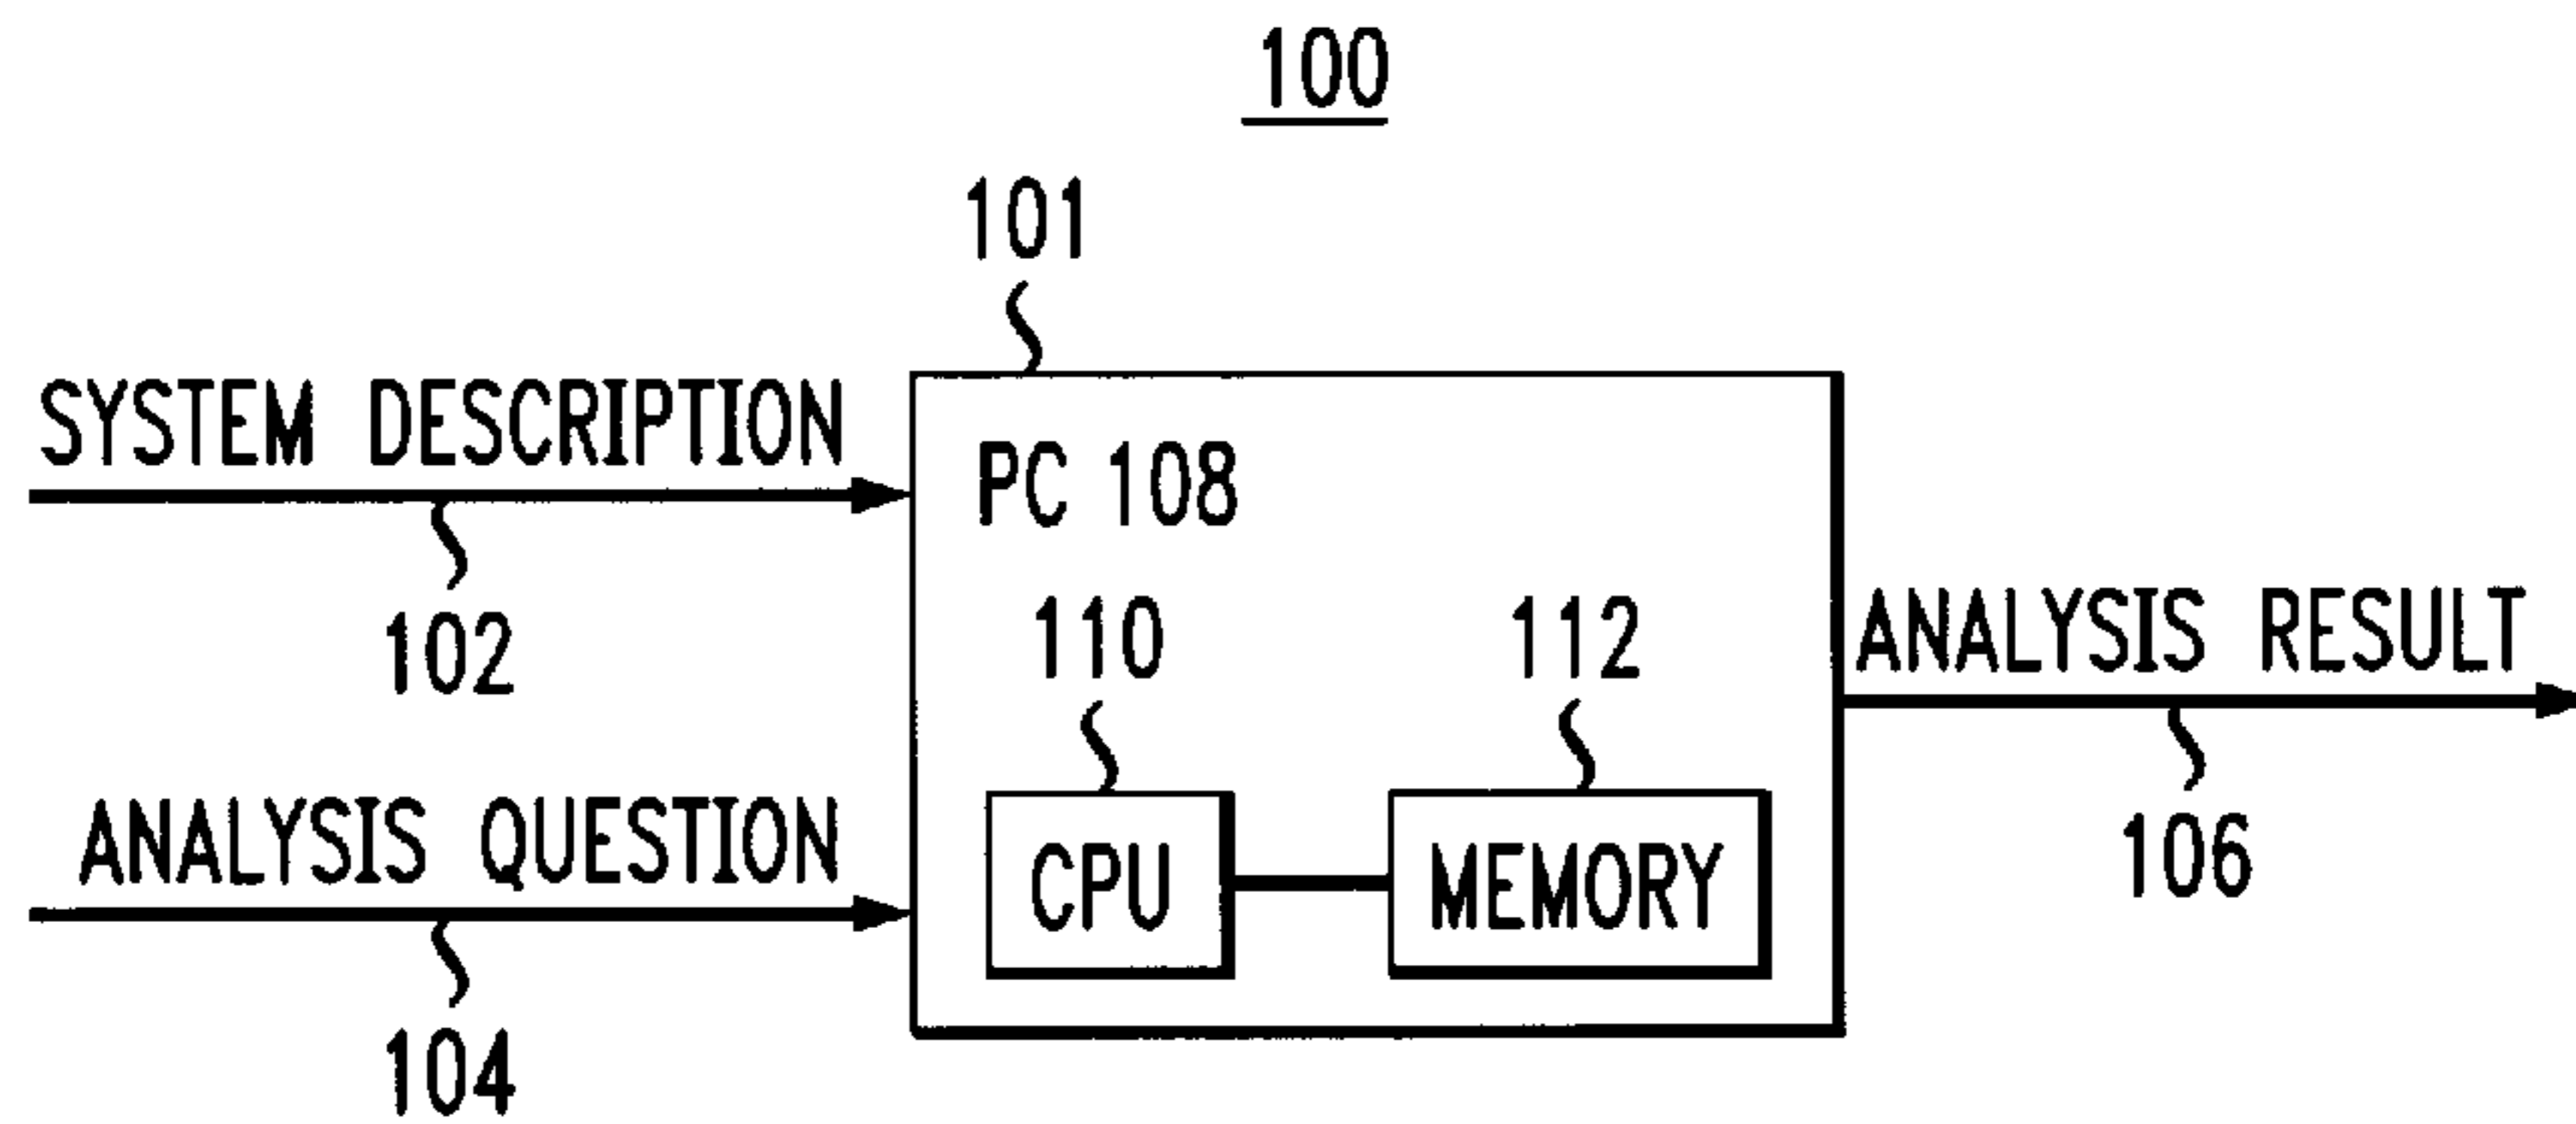 100
101
SYSTEM DESCRIPTION
PC 108
102
110
112
ANALYSIS RESULT
ANALYSIS QUESTION
CPU
MEMORY
106
104